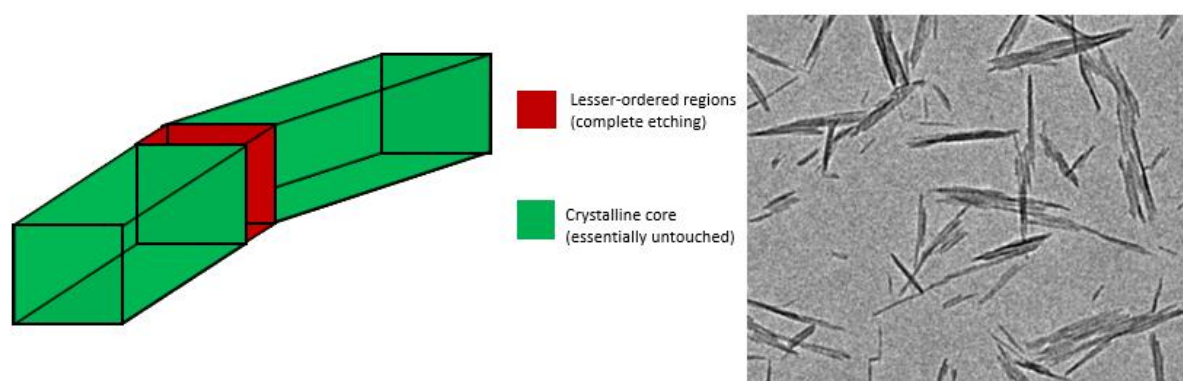 Lesser-ordered regions
(complete etching)
Crystalline core
(essentially untouched)